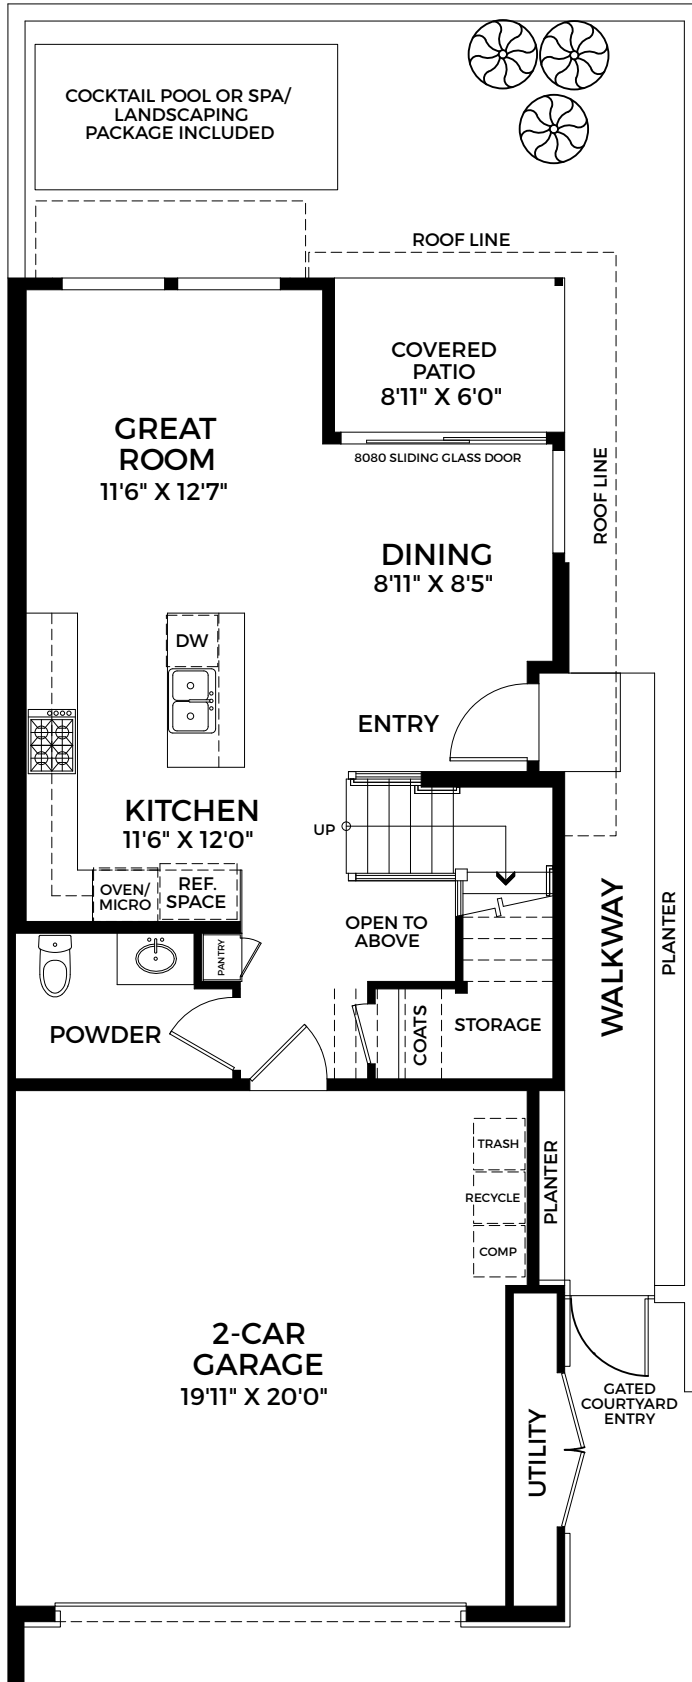 COCKTAIL POOL OR SPA/
LANDSCAPING
PACKAGE INCLUDED
ROOF LINE
COVERED
PATIO
8'11" X 6'0"
GREAT
ROOM
11'6" X 12'7"
8080 SLIDING GLASS DOOR
ROOF LINE
DINING
8'11" X 8'5"
DW
ENTRY
KITCHEN
11'6" X 12'0"
UP
OVEN/
MICRO
REF.
SPACE
OPEN TO
ABOVE
WALKWAY
PLANTER
PANTRY
POWDER
COATS
STORAGE
TRASH
RECYCLE
COMP
PLANTER
2-CAR
GARAGE
19'11" X 20'0"
GATED
COURTYARD
ENTRY
UTILITY